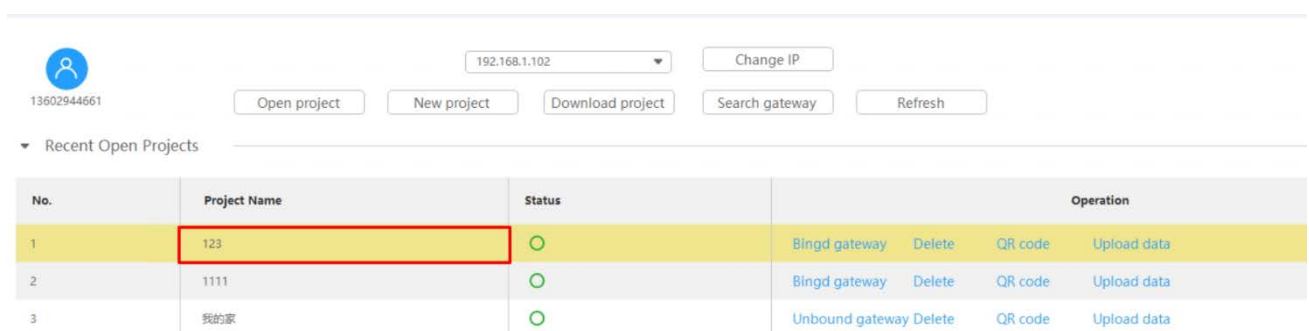 192.168.1.102 Change IP
13602944661 Open project New project Download project Search gateway Refresh
Recent Open Projects
No. Project Name Status Operation
1 123 Bingd gateway Delete QR code Upload data
2 1111 Bingd gateway Delete QR code Upload data
3 我的家 Unbound gateway Delete QR code Upload data